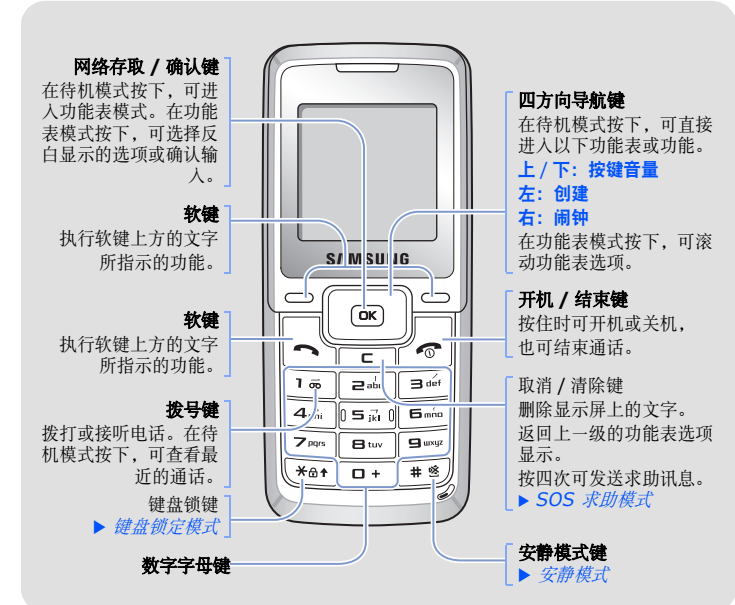 网络存取 / 确认键
在待机模式按下，可进
入功能表模式。在功能
表模式按下，可选择反
白显示的选项或确认输
入。
软键
执行软键上方的文字
所指示的功能。
软键
执行软键上方的文字
所指示的功能。
拨号键
拨打或接听电话。在待
机模式按下，可查看最
近的通话。
键盘锁键
▶ 键盘锁定模式
数字字母键
SAMSUNG
OK
C
1
2 abc
3 def
4 ghi
5 jkl
6 mno
7 pqrs
8 tuv
9 wxyz
0 +
#
四方向导航键
在待机模式按下，可直接
进入以下功能表或功能。
上 / 下：按键音量
左：创建
右：闹钟
在功能表模式按下，可滚
动功能表选项。
开机 / 结束键
按住时可开机或关机，
也可结束通话。
取消 / 清除键
删除显示屏上的文字。
返回上一级的功能表选项
显示。
按四次可发送求助讯息。
▶ SOS 求助模式
安静模式键
▶ 安静模式